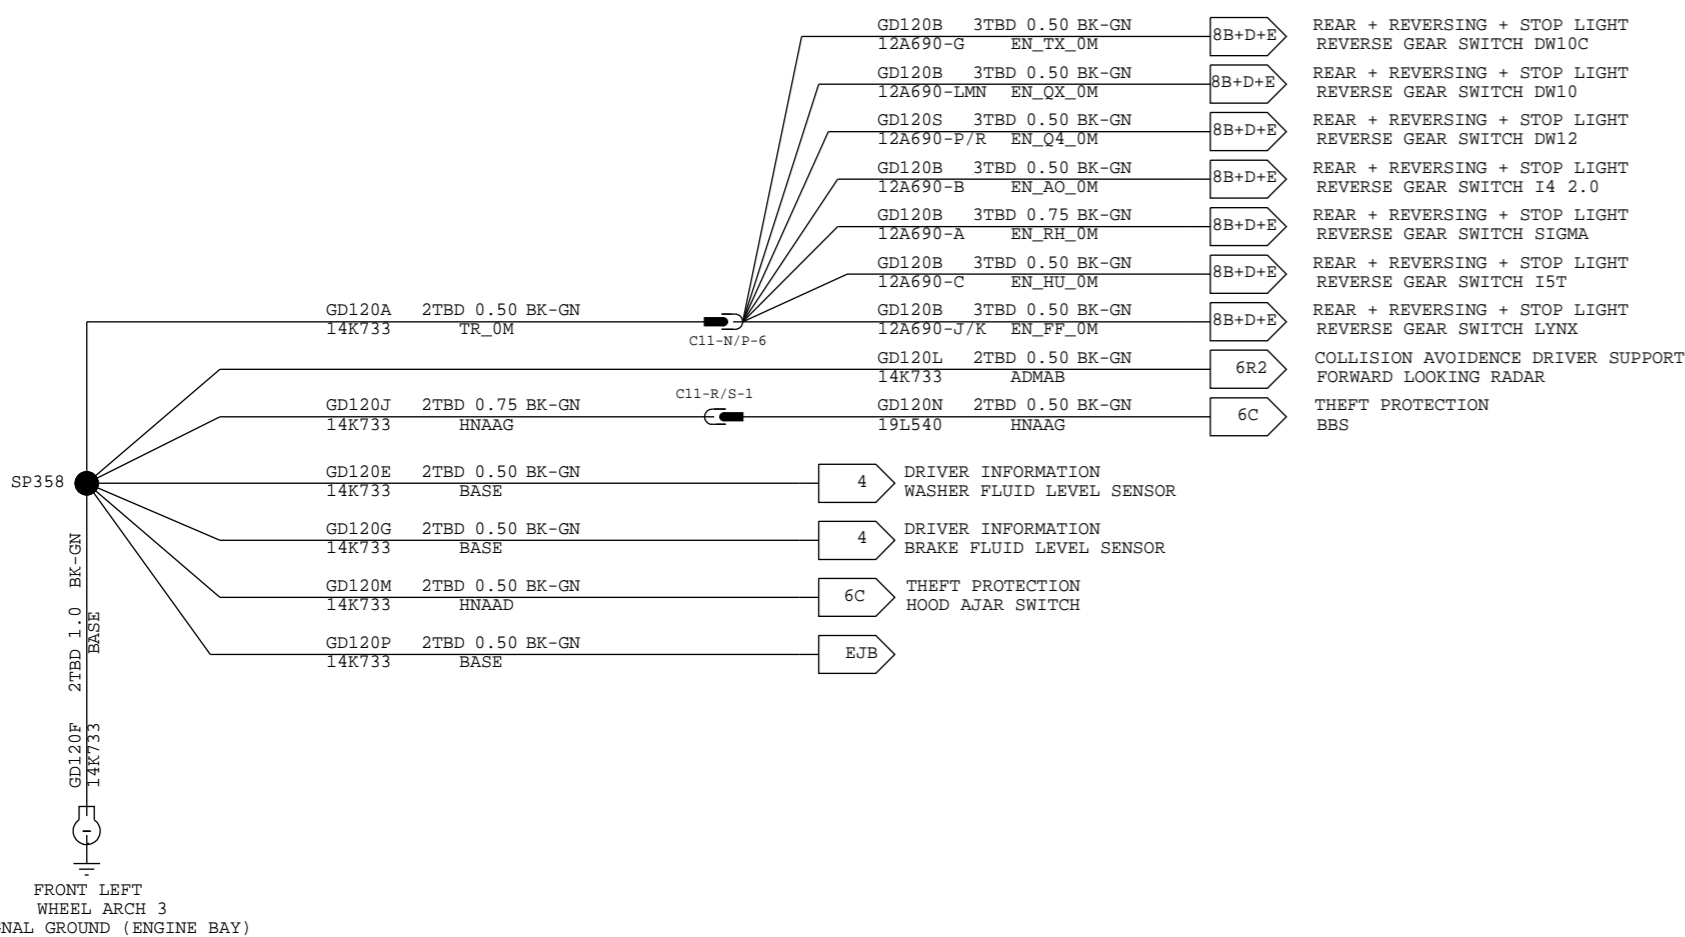 GD120B 3TBD 0.50 BK-GN
12A690-G EN_TX_0M
8B+D+E
REAR + REVERSING + STOP LIGHT
REVERSE GEAR SWITCH DW10C
GD120B 3TBD 0.50 BK-GN
12A690-LMN EN_QX_0M
8B+D+E
REAR + REVERSING + STOP LIGHT
REVERSE GEAR SWITCH DW10
GD120S 3TBD 0.50 BK-GN
12A690-P/R EN_Q4_0M
8B+D+E
REAR + REVERSING + STOP LIGHT
REVERSE GEAR SWITCH DW12
GD120B 3TBD 0.50 BK-GN
12A690-B EN_AO_0M
8B+D+E
REAR + REVERSING + STOP LIGHT
REVERSE GEAR SWITCH I4 2.0
GD120B 3TBD 0.75 BK-GN
12A690-A EN_RH_0M
8B+D+E
REAR + REVERSING + STOP LIGHT
REVERSE GEAR SWITCH SIGMA
GD120B 3TBD 0.50 BK-GN
12A690-C EN_HU_0M
8B+D+E
REAR + REVERSING + STOP LIGHT
REVERSE GEAR SWITCH I5T
GD120A 2TBD 0.50 BK-GN
14K733 TR_0M
C11-N/P-6
GD120B 3TBD 0.50 BK-GN
12A690-J/K EN_FF_0M
8B+D+E
REAR + REVERSING + STOP LIGHT
REVERSE GEAR SWITCH LYNX
GD120L 2TBD 0.50 BK-GN
14K733 ADMAB
6R2
COLLISION AVOIDENCE DRIVER SUPPORT
FORWARD LOOKING RADAR
GD120J 2TBD 0.75 BK-GN
14K733 HNAAG
C11-R/S-1
GD120N 2TBD 0.50 BK-GN
19L540 HNAAG
6C
THEFT PROTECTION
BBS
SP358
GD120E 2TBD 0.50 BK-GN
14K733 BASE
4
DRIVER INFORMATION
WASHER FLUID LEVEL SENSOR
GD120G 2TBD 0.50 BK-GN
14K733 BASE
4
DRIVER INFORMATION
BRAKE FLUID LEVEL SENSOR
GD120M 2TBD 0.50 BK-GN
14K733 HNAAD
6C
THEFT PROTECTION
HOOD AJAR SWITCH
GD120P 2TBD 0.50 BK-GN
14K733 BASE
EJB
GD120F 2TBD 1.0 BK-GN
14K733 BASE
FRONT LEFT
WHEEL ARCH 3
GNAL GROUND (ENGINE BAY)